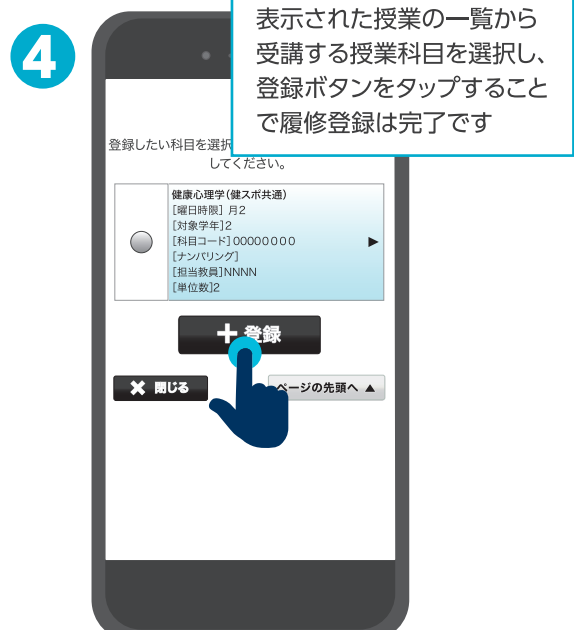 4
表示された授業の一覧から
受講する授業科目を選択し、
登録ボタンをタップすること
で履修登録は完了です
登録したい科目を選択
してください。
健康心理学(健スポ共通)
[曜日時限] 月2
[対象学年]2
[科目コード]00000000
[ナンバリング]
[担当教員]NNNN
[単位数]2
＋登録
✖ 閉じる
ページの先頭へ ▲